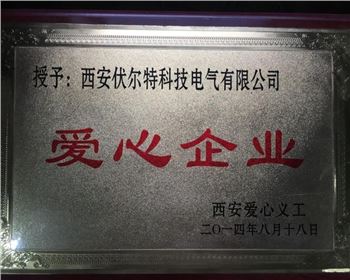 授予：西安伏尔特科技电气有限公司
爱心企业
西安爱心义工
二〇一四年八月十八日